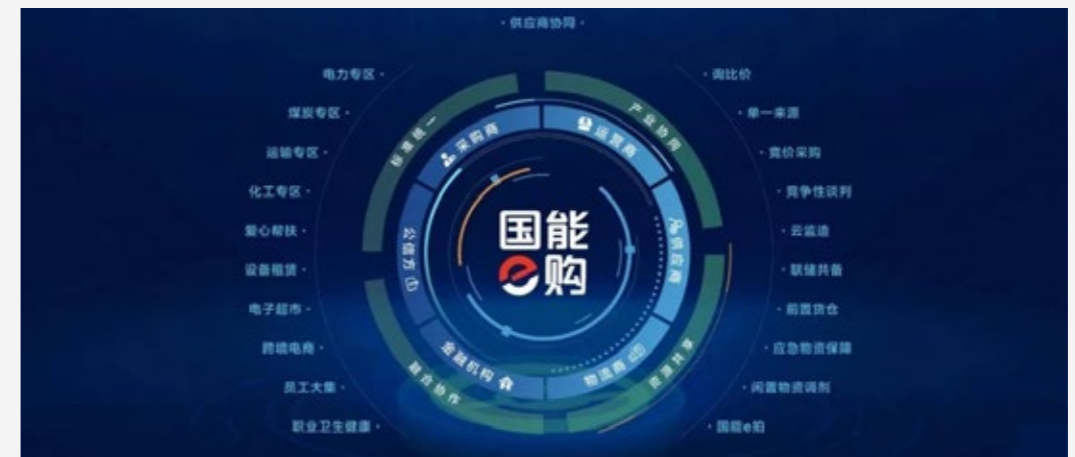 供应商协同
电力专区
煤炭专区
运输专区
化工专区
爱心帮扶
设备租赁
电子超市
跨境电商
员工大集
职业卫生健康
标准统一
产业协同
融合协作
资源共享
采购商
运营商
公信方
供应商
金融机构
物流商
国能
e购
询比价
单一来源
竞价采购
竞争性谈判
云监造
联储共备
前置货仓
应急物资保障
闲置物资调剂
国能e拍